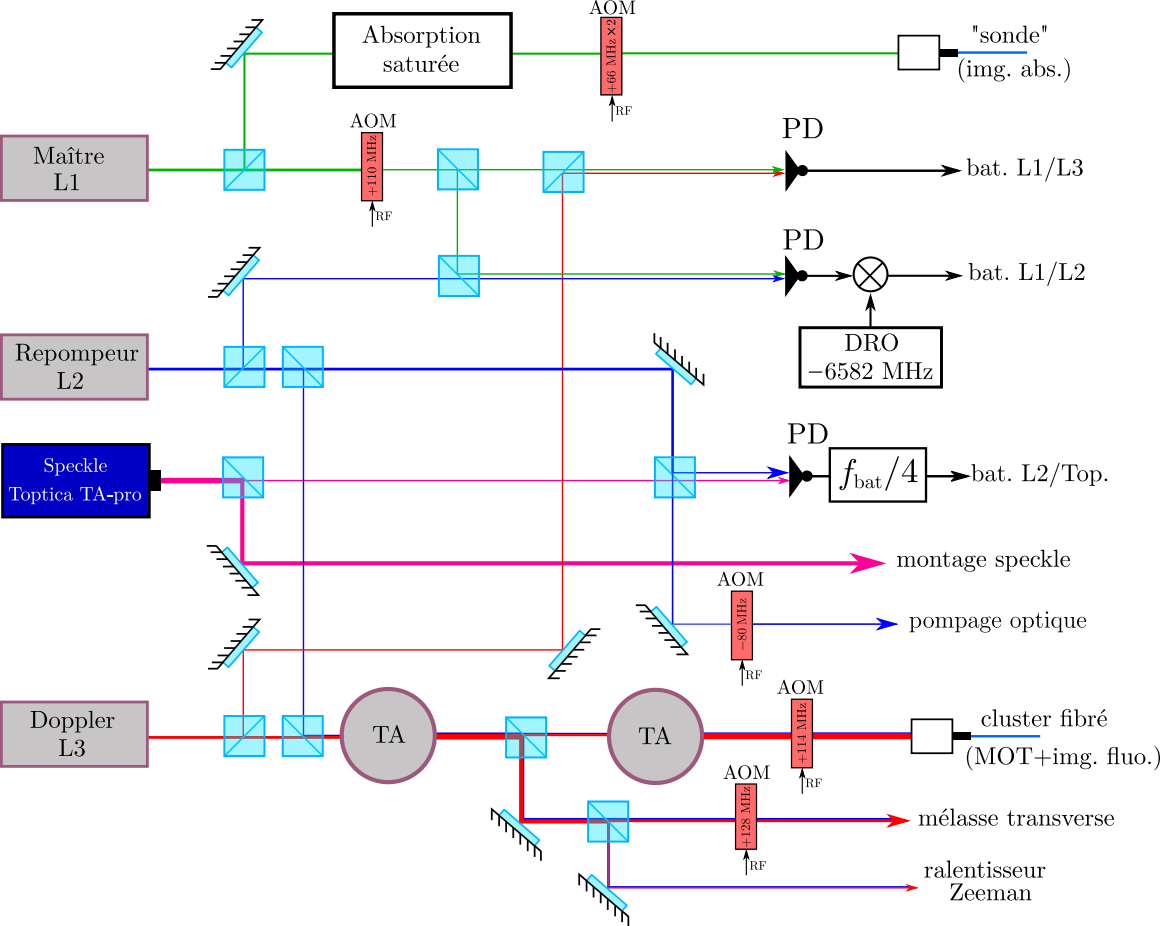 AOM
Absorption
saturée
+66 MHz ×2
RF
"sonde"
(img. abs.)
AOM
Maître
L1
+110 MHz
RF
PD
bat. L1/L3
PD
bat. L1/L2
DRO
−6582 MHz
Repompeur
L2
PD
Speckle
Toptica TA-pro
f_bat/4
bat. L2/Top.
montage speckle
AOM
−80 MHz
RF
pompage optique
AOM
Doppler
L3
TA
TA
+114 MHz
RF
cluster fibré
(MOT+img. fluo.)
AOM
+128 MHz
RF
mélasse transverse
ralentisseur
Zeeman